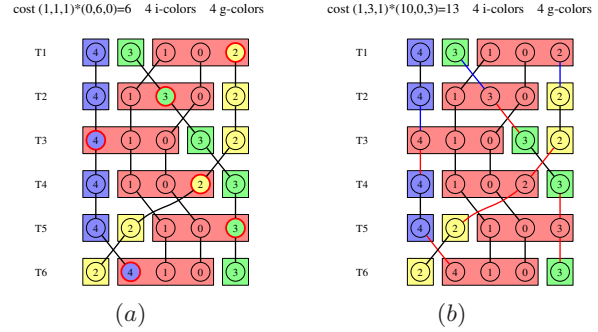 cost (1,1,1)*(0,6,0)=6 4 i-colors 4 g-colors
T1 4 3 1 0 2
T2 4 1 3 0 2
T3 4 1 0 3 2
T4 4 1 0 2 3
T5 4 2 1 0 3
T6 2 4 1 0 3
(a)
cost (1,3,1)*(10,0,3)=13 4 i-colors 4 g-colors
T1 4 3 1 0 2
T2 4 1 3 0 2
T3 4 1 0 3 2
T4 4 1 0 2 3
T5 4 2 1 0 3
T6 2 4 1 0 3
(b)